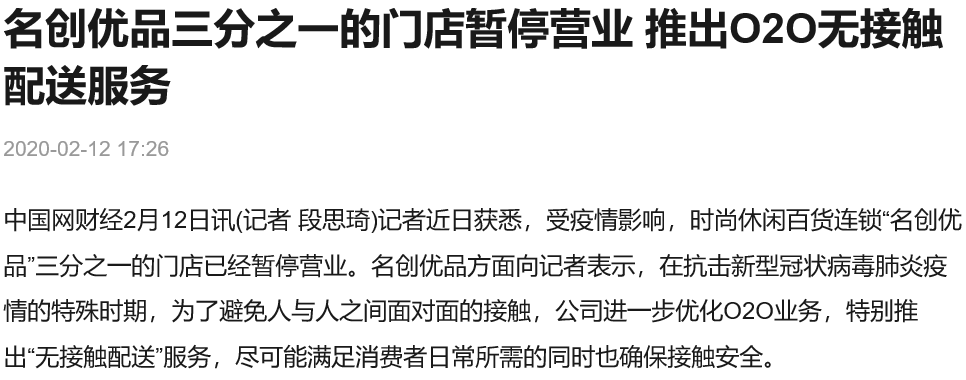 名创优品三分之一的门店暂停营业 推出O2O无接触
配送服务
2020-02-12 17:26
中国网财经2月12日讯(记者 段思琦)记者近日获悉，受疫情影响，时尚休闲百货连锁“名创优
品”三分之一的门店已经暂停营业。名创优品方面向记者表示，在抗击新型冠状病毒肺炎疫
情的特殊时期，为了避免人与人之间面对面的接触，公司进一步优化O2O业务，特别推
出“无接触配送”服务，尽可能满足消费者日常所需的同时也确保接触安全。